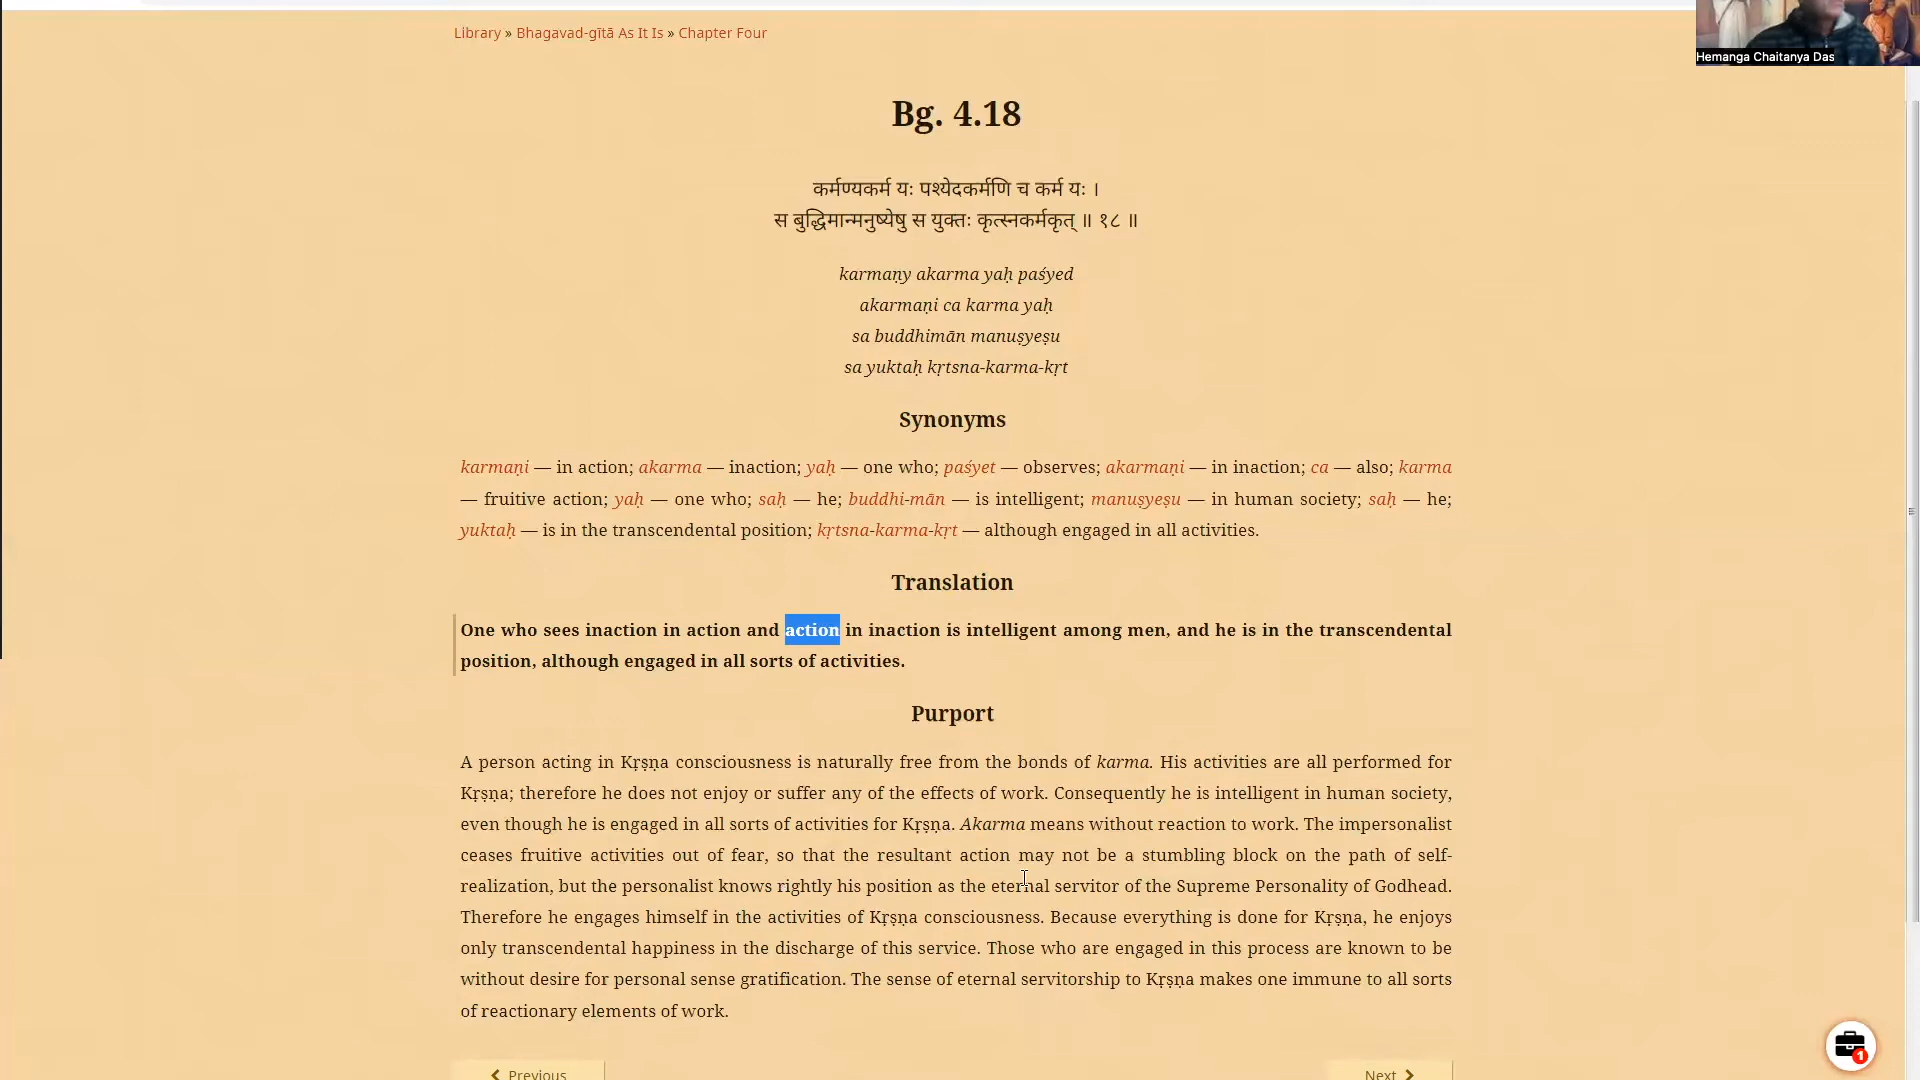 Library » Bhagavad-gītā As It Is » Chapter Four
Hemanga Chaitanya Das
Bg. 4.18
कर्मण्यकर्म यः पश्येदकर्मणि च कर्म यः ।
स बुद्धिमान्मनुष्येषु स युक्तः कृत्स्नकर्मकृत् ॥ १८ ॥
karmaṇy akarma yaḥ paśyed
akarmaṇi ca karma yaḥ
sa buddhimān manuṣyeṣu
sa yuktaḥ kṛtsna-karma-kṛt
Synonyms
karmaṇi — in action; akarma — inaction; yaḥ — one who; paśyet — observes; akarmaṇi — in inaction; ca — also; karma
— fruitive action; yaḥ — one who; saḥ — he; buddhi-mān — is intelligent; manuṣyeṣu — in human society; saḥ — he;
yuktaḥ — is in the transcendental position; kṛtsna-karma-kṛt — although engaged in all activities.
Translation
One who sees inaction in action and action in inaction is intelligent among men, and he is in the transcendental
position, although engaged in all sorts of activities.
Purport
A person acting in Kṛṣṇa consciousness is naturally free from the bonds of karma. His activities are all performed for
Kṛṣṇa; therefore he does not enjoy or suffer any of the effects of work. Consequently he is intelligent in human society,
even though he is engaged in all sorts of activities for Kṛṣṇa. Akarma means without reaction to work. The impersonalist
ceases fruitive activities out of fear, so that the resultant action may not be a stumbling block on the path of self-
realization, but the personalist knows rightly his position as the eternal servitor of the Supreme Personality of Godhead.
Therefore he engages himself in the activities of Kṛṣṇa consciousness. Because everything is done for Kṛṣṇa, he enjoys
only transcendental happiness in the discharge of this service. Those who are engaged in this process are known to be
without desire for personal sense gratification. The sense of eternal servitorship to Kṛṣṇa makes one immune to all sorts
of reactionary elements of work.
1
Previous
Next